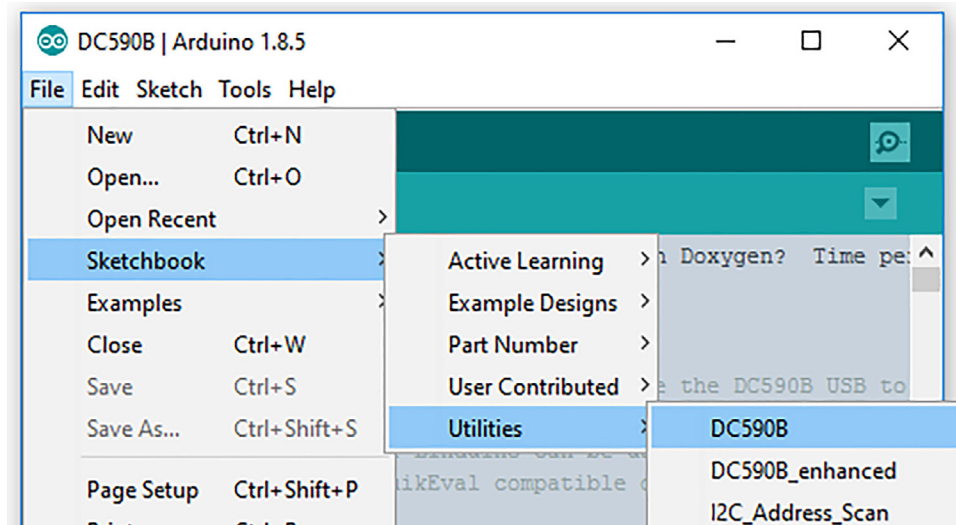 DC590B | Arduino 1.8.5
File Edit Sketch Tools Help
New Ctrl+N
Open... Ctrl+O
Open Recent
Sketchbook
Examples
Close Ctrl+W
Save Ctrl+S
Save As... Ctrl+Shift+S
Page Setup Ctrl+Shift+P
Active Learning
Example Designs
Part Number
User Contributed
Utilities
DC590B
DC590B_enhanced
I2C_Address_Scan
Doxygen? Time
the DC590B USB to
compatible